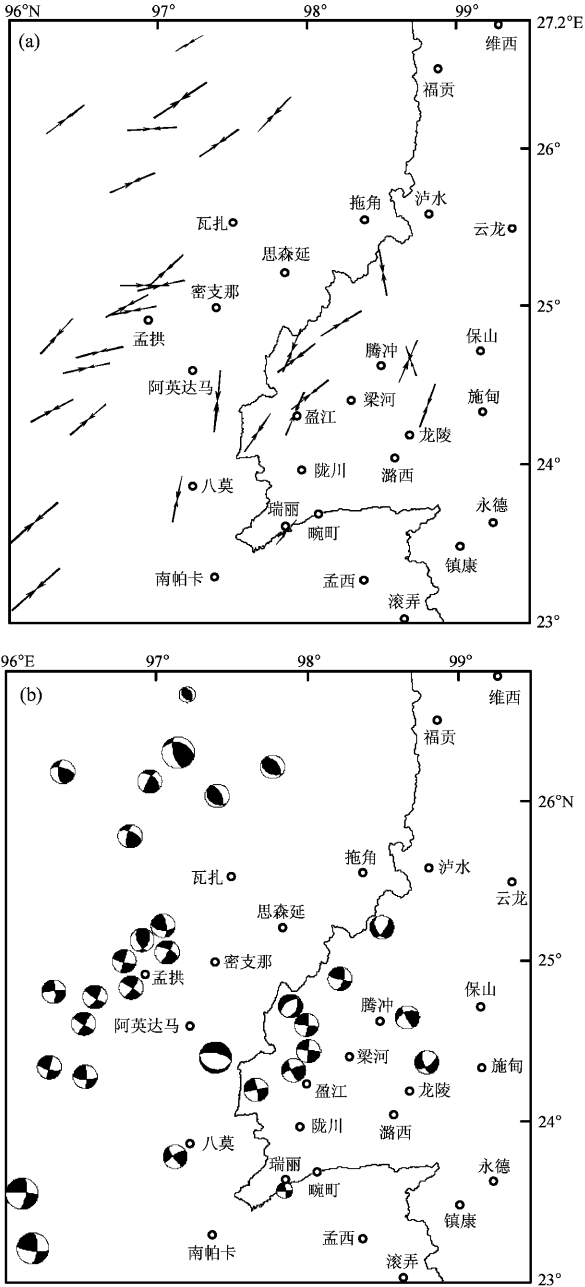 96°N 97° 98° 99° 27.2°E
(a)
维西
福贡
26°
拖角 泸水
瓦扎
云龙
思森延
密支那
25°
孟拱
保山
腾冲
阿英达马
梁河
施甸
盈江
龙陵
24°
陇川
潞西
八莫
瑞丽
永德
畹町
镇康
南帕卡
孟西
滚弄
23°
96°E 97° 98° 99°
(b)
维西
福贡
26°N
拖角 泸水
瓦扎
云龙
思森延
密支那
25°
孟拱
保山
腾冲
阿英达马
梁河
施甸
盈江
龙陵
陇川
潞西
24°
八莫
瑞丽
永德
畹町
镇康
南帕卡
孟西
滚弄
23°